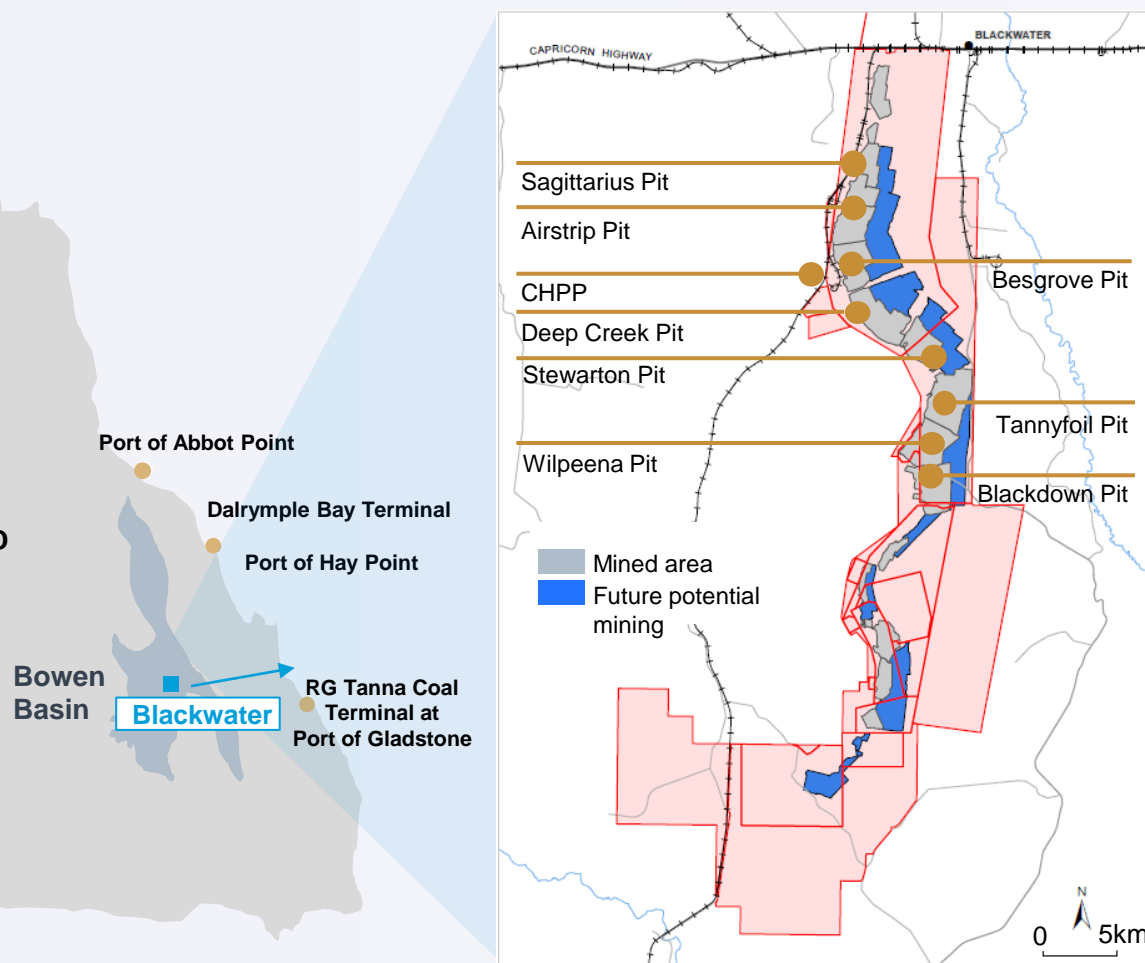 BLACKWATER
CAPRICORN HIGHWAY
Sagittarius Pit
Airstrip Pit
Besgrove Pit
CHPP
Deep Creek Pit
Stewarton Pit
Tannyfoil Pit
Wilpeena Pit
Blackdown Pit
Mined area
Future potential
mining
Port of Abbot Point
Dalrymple Bay Terminal
Port of Hay Point
Bowen
Basin
Blackwater
RG Tanna Coal
Terminal at
Port of Gladstone
N
0 5km